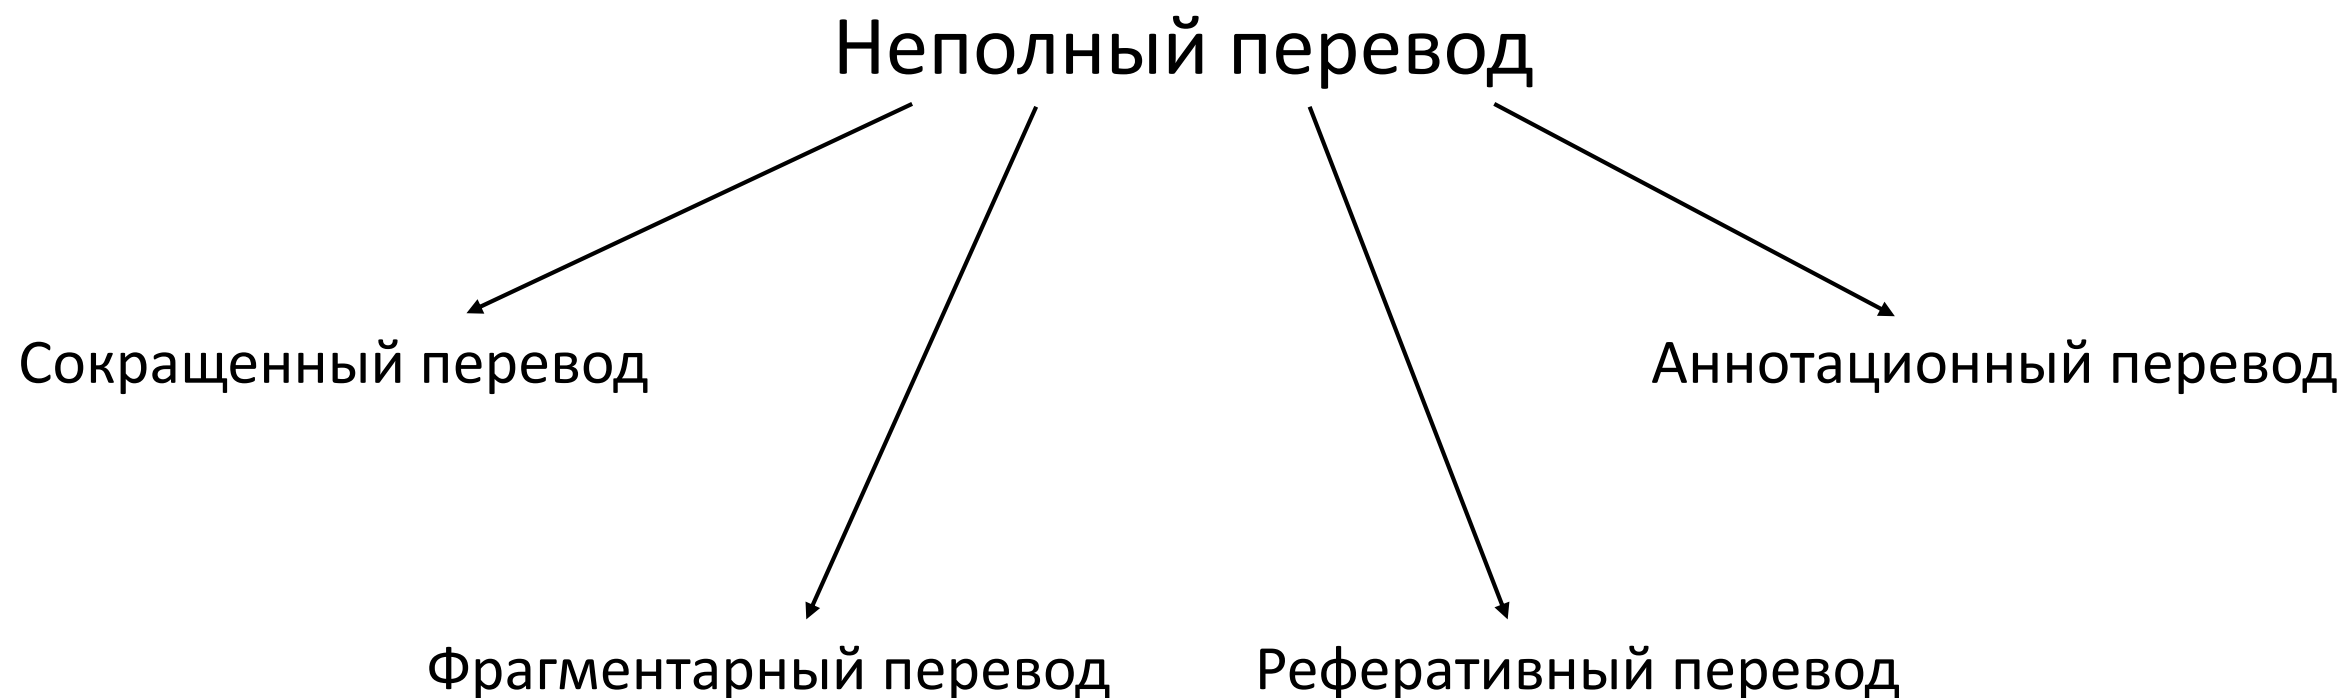 Неполный перевод
Сокращенный перевод
Аннотационный перевод
Фрагментарный перевод
Реферативный перевод